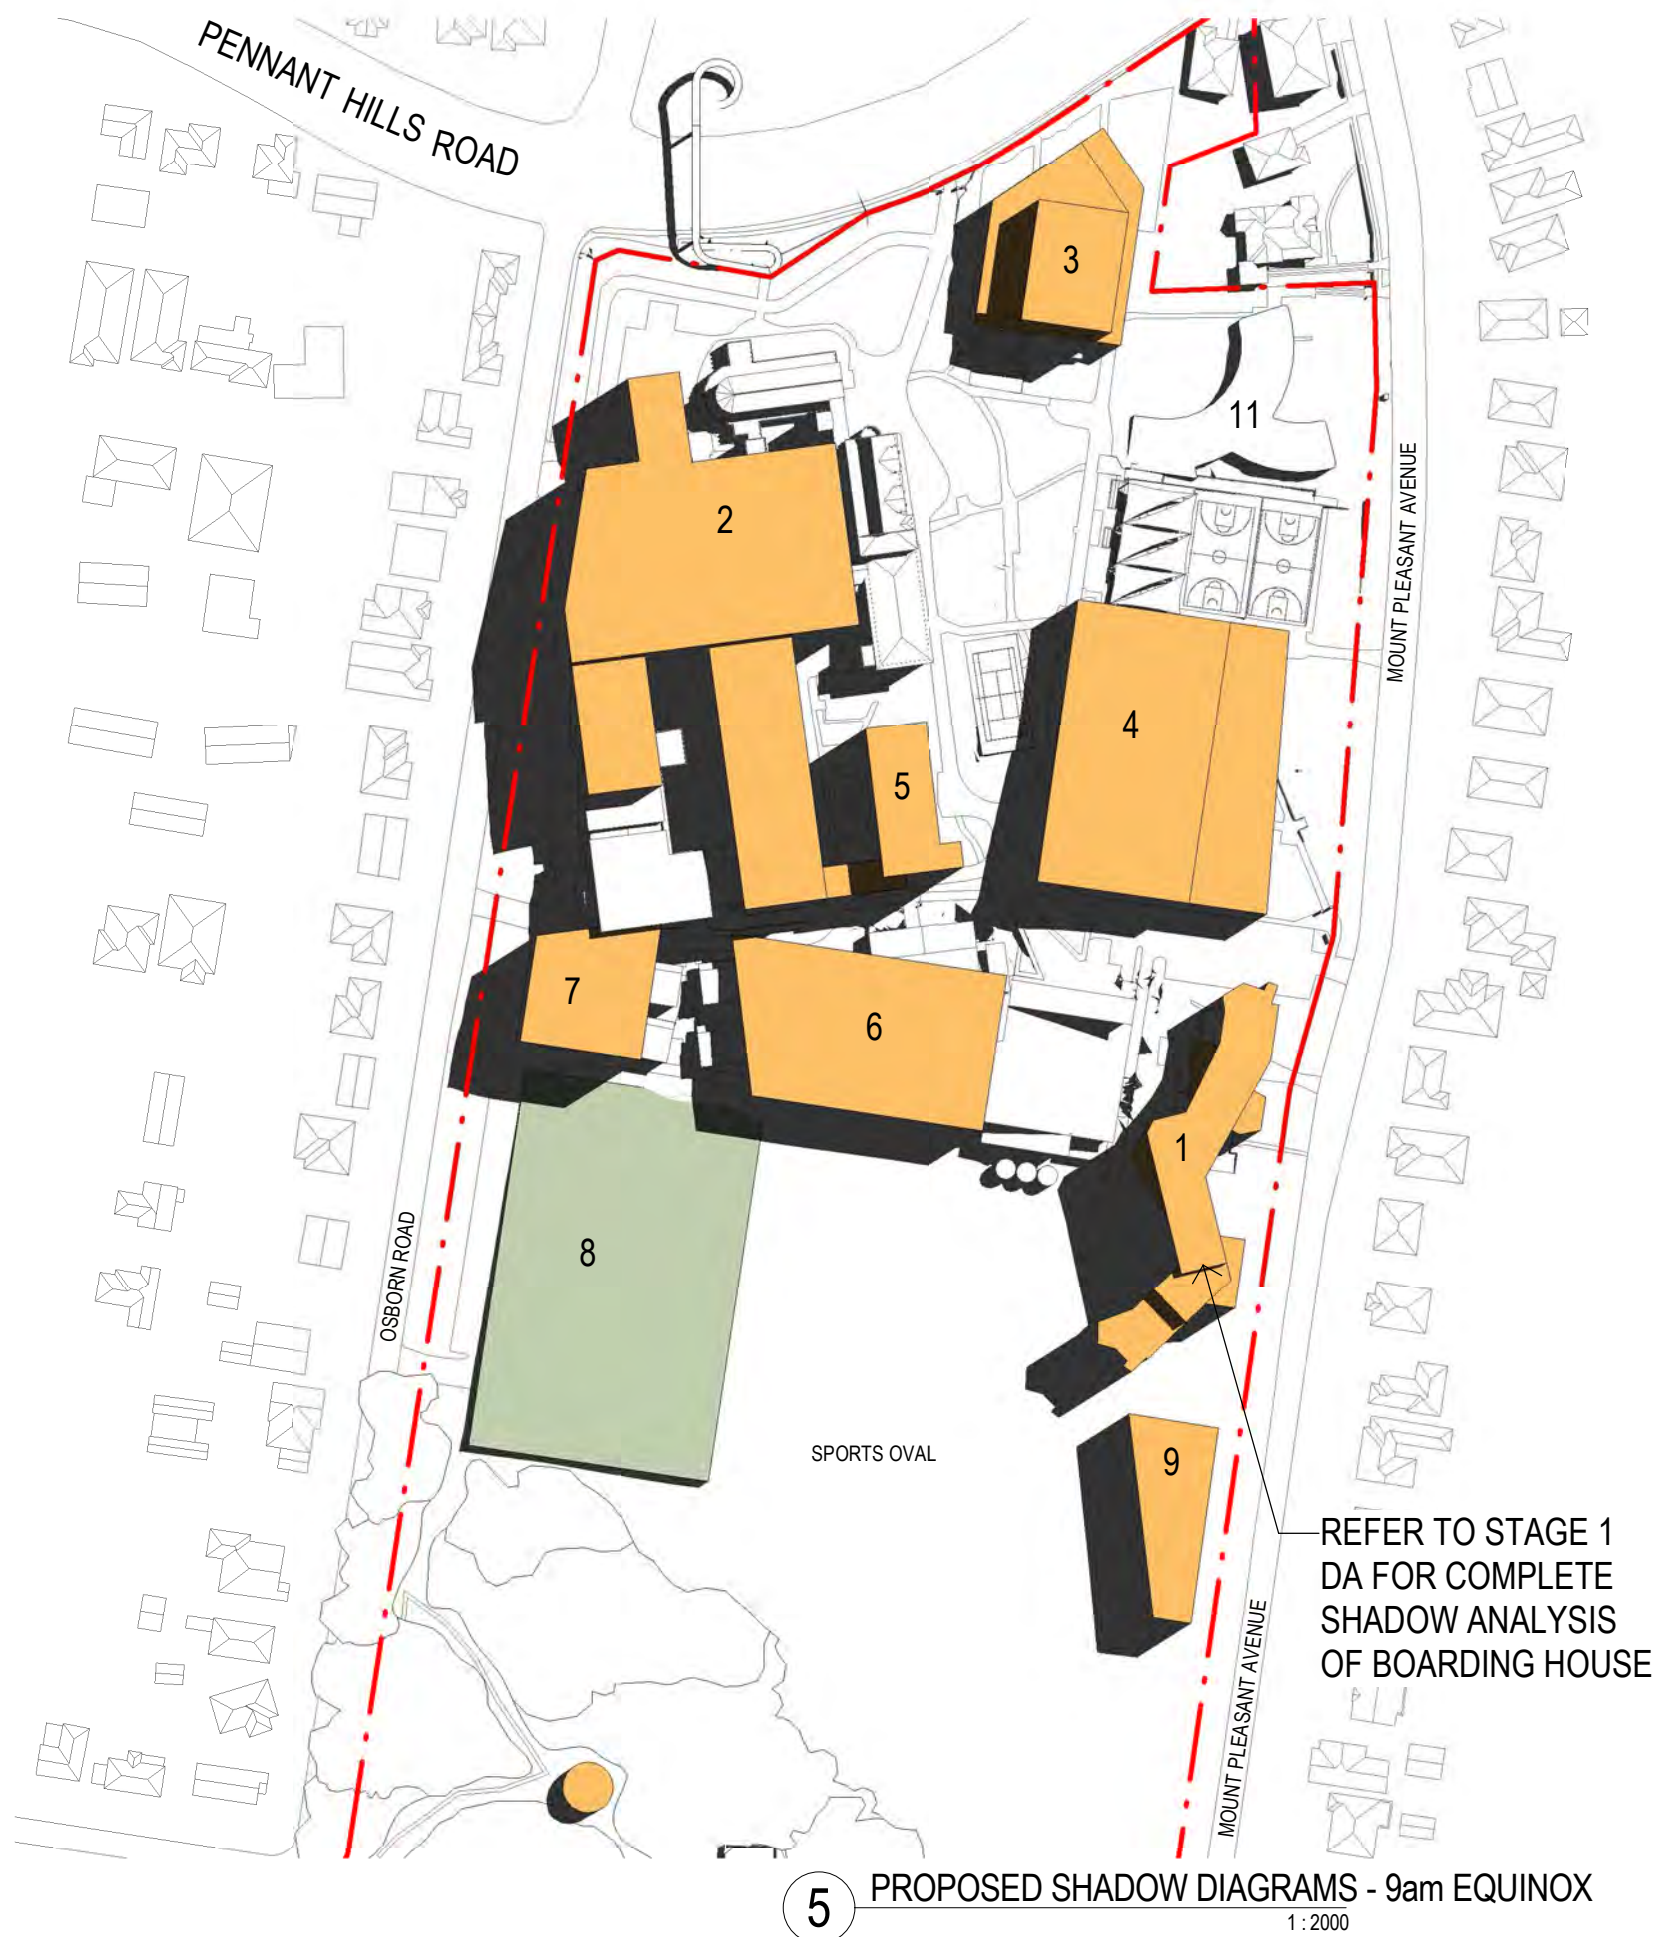 PENNANT HILLS ROAD
3
11
2
MOUNT PLEASANT AVENUE
4
5
7
6
1
8
OSBORN ROAD
SPORTS OVAL
9
REFER TO STAGE 1
DA FOR COMPLETE
SHADOW ANALYSIS
OF BOARDING HOUSE
MOUNT PLEASANT AVENUE
5
PROPOSED SHADOW DIAGRAMS - 9am EQUINOX
1 : 2000